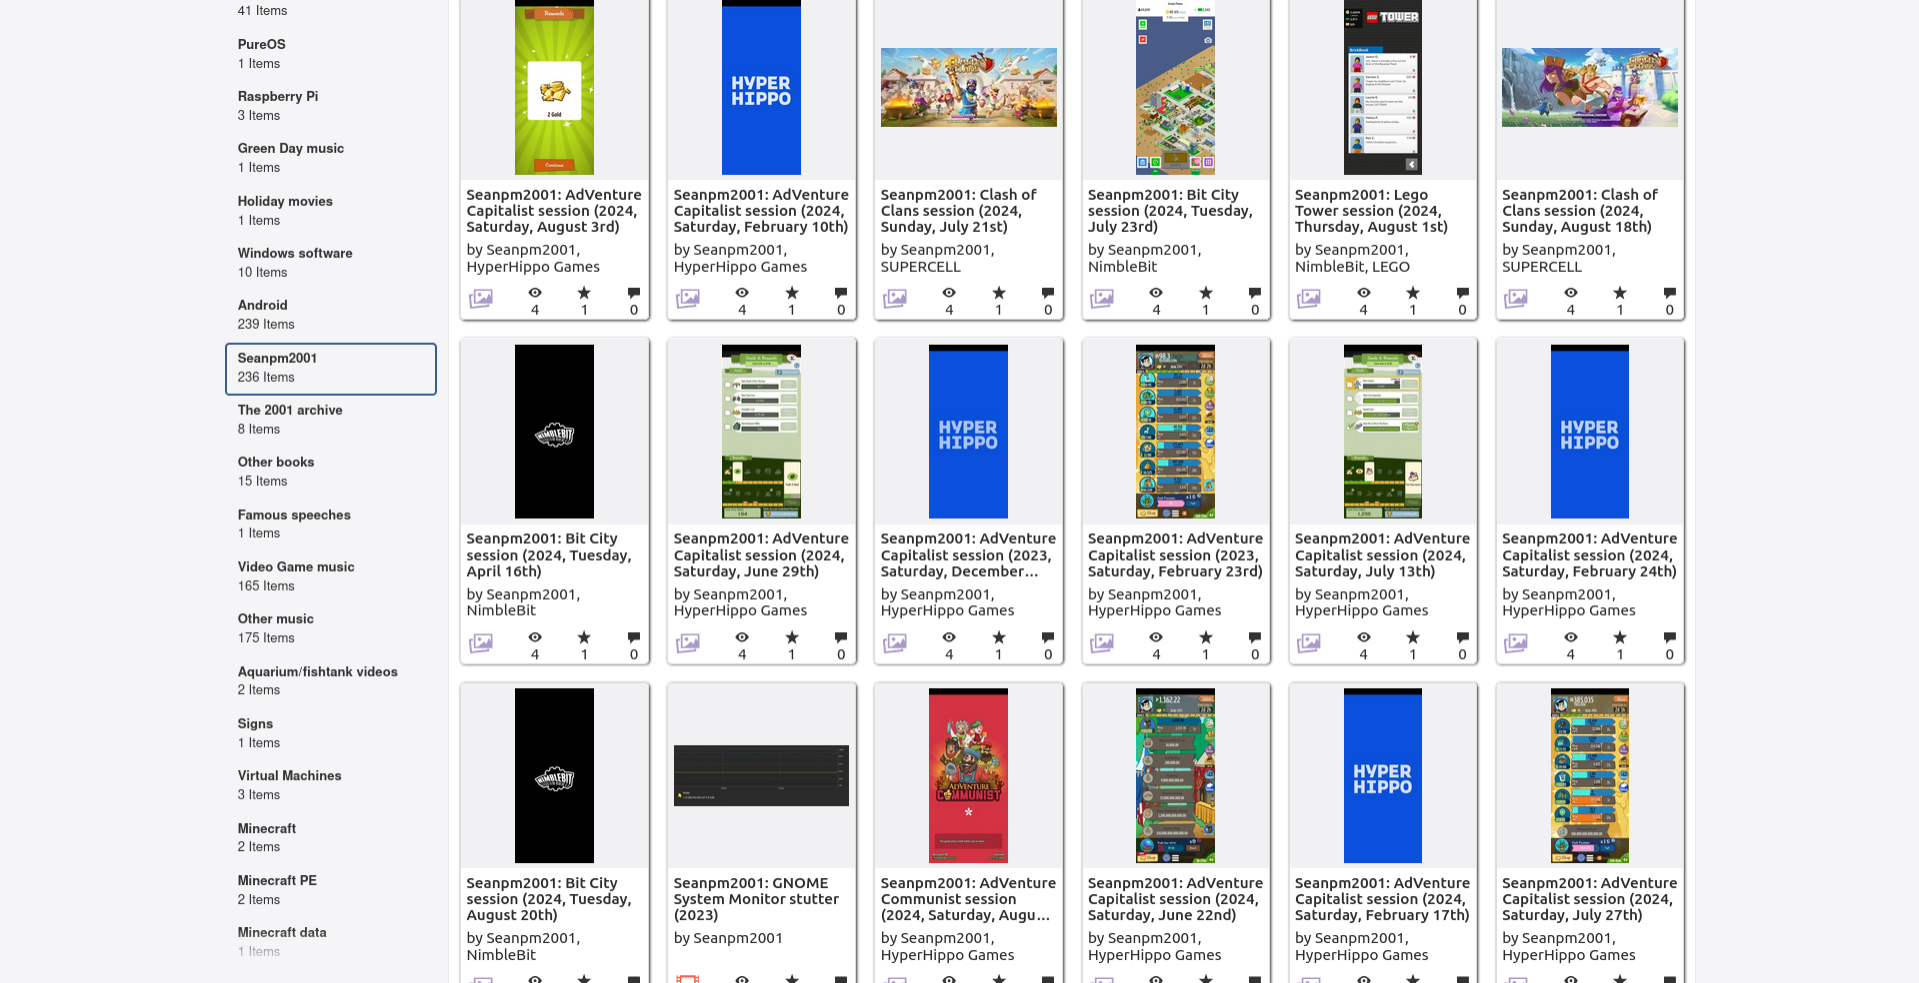 41 Items
PureOS
1 Items
Raspberry Pi
3 Items
Green Day music
1 Items
Holiday movies
1 Items
Windows software
10 Items
Android
239 Items
Seanpm2001
236 Items
The 2001 archive
8 Items
Other books
15 Items
Famous speeches
1 Items
Video Game music
165 Items
Other music
175 Items
Aquarium/fishtank videos
2 Items
Signs
1 Items
Virtual Machines
3 Items
Minecraft
2 Items
Minecraft PE
2 Items
Minecraft data
1 Items
Rewards
2 Gold
Continue
Seanpm2001: AdVenture
Capitalist session (2024,
Saturday, August 3rd)
by Seanpm2001,
HyperHippo Games
4 1 0
HYPER
HIPPO
Seanpm2001: AdVenture
Capitalist session (2024,
Saturday, February 10th)
by Seanpm2001,
HyperHippo Games
4 1 0
Seanpm2001: Clash of
Clans session (2024,
Sunday, July 21st)
by Seanpm2001,
SUPERCELL
4 1 0
Seanpm2001: Bit City
session (2024, Tuesday,
July 23rd)
by Seanpm2001,
NimbleBit
4 1 0
LEGO TOWER
Seanpm2001: Lego
Tower session (2024,
Thursday, August 1st)
by Seanpm2001,
NimbleBit, LEGO
4 1 0
Seanpm2001: Clash of
Clans session (2024,
Sunday, August 18th)
by Seanpm2001,
SUPERCELL
4 1 0
NIMBLEBIT
Seanpm2001: Bit City
session (2024, Tuesday,
April 16th)
by Seanpm2001,
NimbleBit
4 1 0
Seanpm2001: AdVenture
Capitalist session (2024,
Saturday, June 29th)
by Seanpm2001,
HyperHippo Games
4 1 0
HYPER
HIPPO
Seanpm2001: AdVenture
Capitalist session (2023,
Saturday, December...
by Seanpm2001,
HyperHippo Games
4 1 0
Seanpm2001: AdVenture
Capitalist session (2023,
Saturday, February 23rd)
by Seanpm2001,
HyperHippo Games
4 1 0
Seanpm2001: AdVenture
Capitalist session (2024,
Saturday, July 13th)
by Seanpm2001,
HyperHippo Games
4 1 0
HYPER
HIPPO
Seanpm2001: AdVenture
Capitalist session (2024,
Saturday, February 24th)
by Seanpm2001,
HyperHippo Games
4 1 0
NIMBLEBIT
Seanpm2001: Bit City
session (2024, Tuesday,
August 20th)
by Seanpm2001,
NimbleBit
Seanpm2001: GNOME
System Monitor stutter
(2023)
by Seanpm2001
ADVENTURE
COMMUNIST
Seanpm2001: AdVenture
Communist session
(2024, Saturday, Augu...
by Seanpm2001,
HyperHippo Games
Seanpm2001: AdVenture
Capitalist session (2024,
Saturday, June 22nd)
by Seanpm2001,
HyperHippo Games
HYPER
HIPPO
Seanpm2001: AdVenture
Capitalist session (2024,
Saturday, February 17th)
by Seanpm2001,
HyperHippo Games
Seanpm2001: AdVenture
Capitalist session (2024,
Saturday, July 27th)
by Seanpm2001,
HyperHippo Games